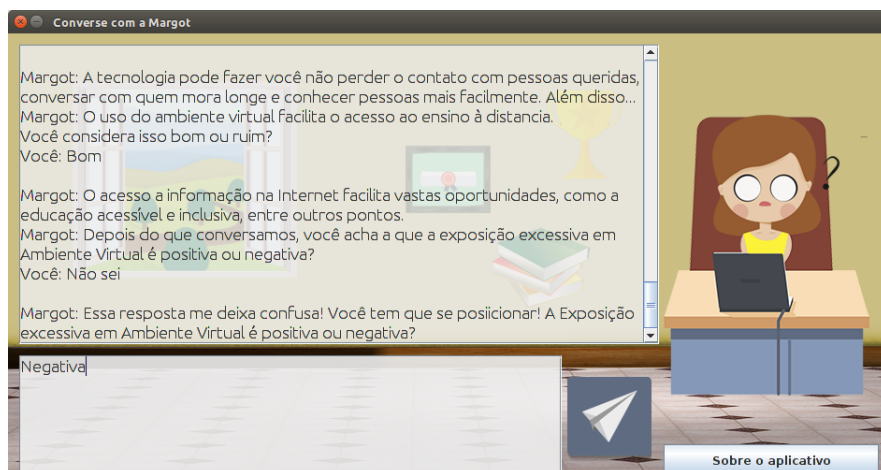 Converse com a Margot
Margot: A tecnologia pode fazer você não perder o contato com pessoas queridas,
conversar com quem mora longe e conhecer pessoas mais facilmente. Além disso...
Margot: O uso do ambiente virtual facilita o acesso ao ensino à distancia.
Você considera isso bom ou ruim?
Você: Bom
Margot: O acesso a informação na Internet facilita vastas oportunidades, como a
educação acessível e inclusiva, entre outros pontos.
Margot: Depois do que conversamos, você acha a que a exposição excessiva em
Ambiente Virtual é positiva ou negativa?
Você: Não sei
Margot: Essa resposta me deixa confusa! Você tem que se posiicionar! A Exposição
excessiva em Ambiente Virtual é positiva ou negativa?
Negativa
?
Sobre o aplicativo